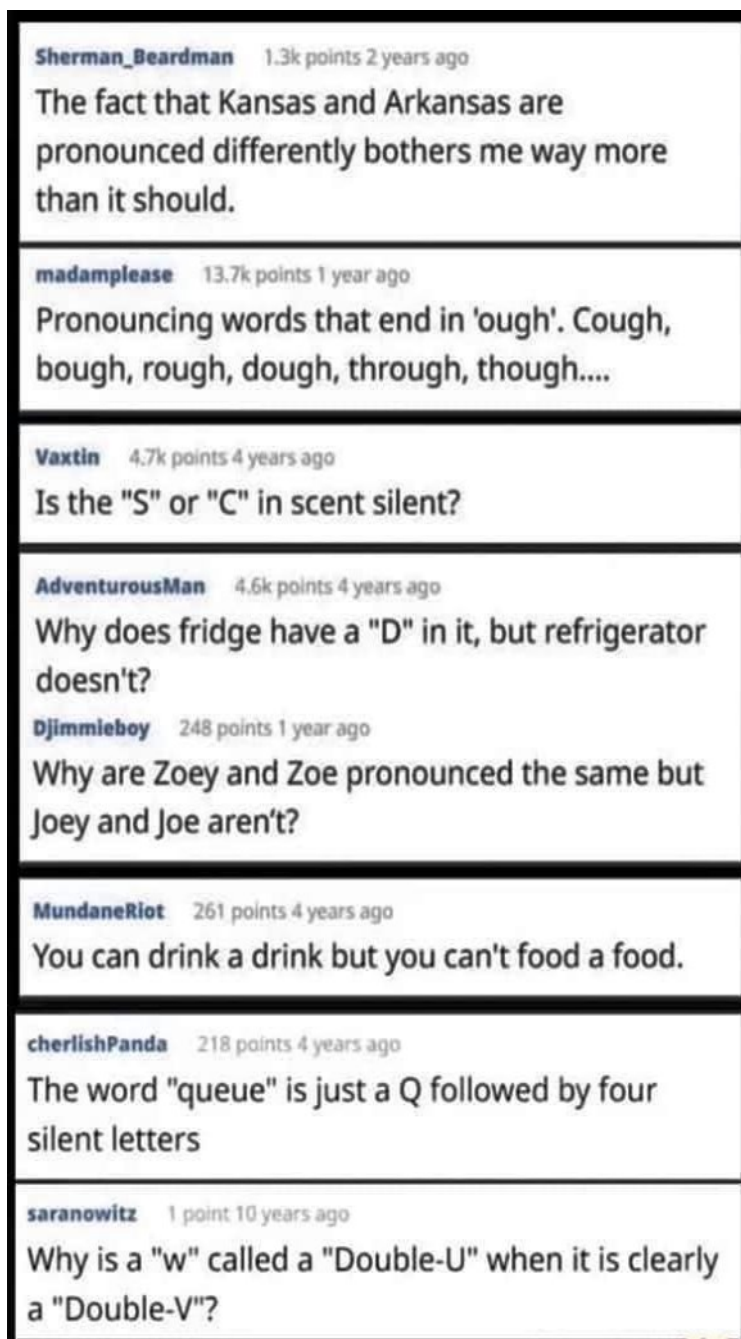 Sherman_Beardman 1.3k points 2 years ago
The fact that Kansas and Arkansas are
pronounced differently bothers me way more
than it should.
madamplease 13.7k points 1 year ago
Pronouncing words that end in 'ough'. Cough,
bough, rough, dough, through, though....
Vaxtin 4.7k points 4 years ago
Is the "S" or "C" in scent silent?
AdventurousMan 4.6k points 4 years ago
Why does fridge have a "D" in it, but refrigerator
doesn't?
Djimmieboy 248 points 1 year ago
Why are Zoey and Zoe pronounced the same but
Joey and Joe aren't?
MundaneRiot 261 points 4 years ago
You can drink a drink but you can't food a food.
cherlishPanda 218 points 4 years ago
The word "queue" is just a Q followed by four
silent letters
saranowitz 1 point 10 years ago
Why is a "w" called a "Double-U" when it is clearly
a "Double-V"?